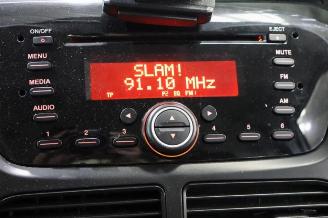 ON/OFF
EJECT
MENU
MEDIA
AUDIO
SLAM!
91.10 MHz
TP
FM
AM
1 2 3 4 5 6